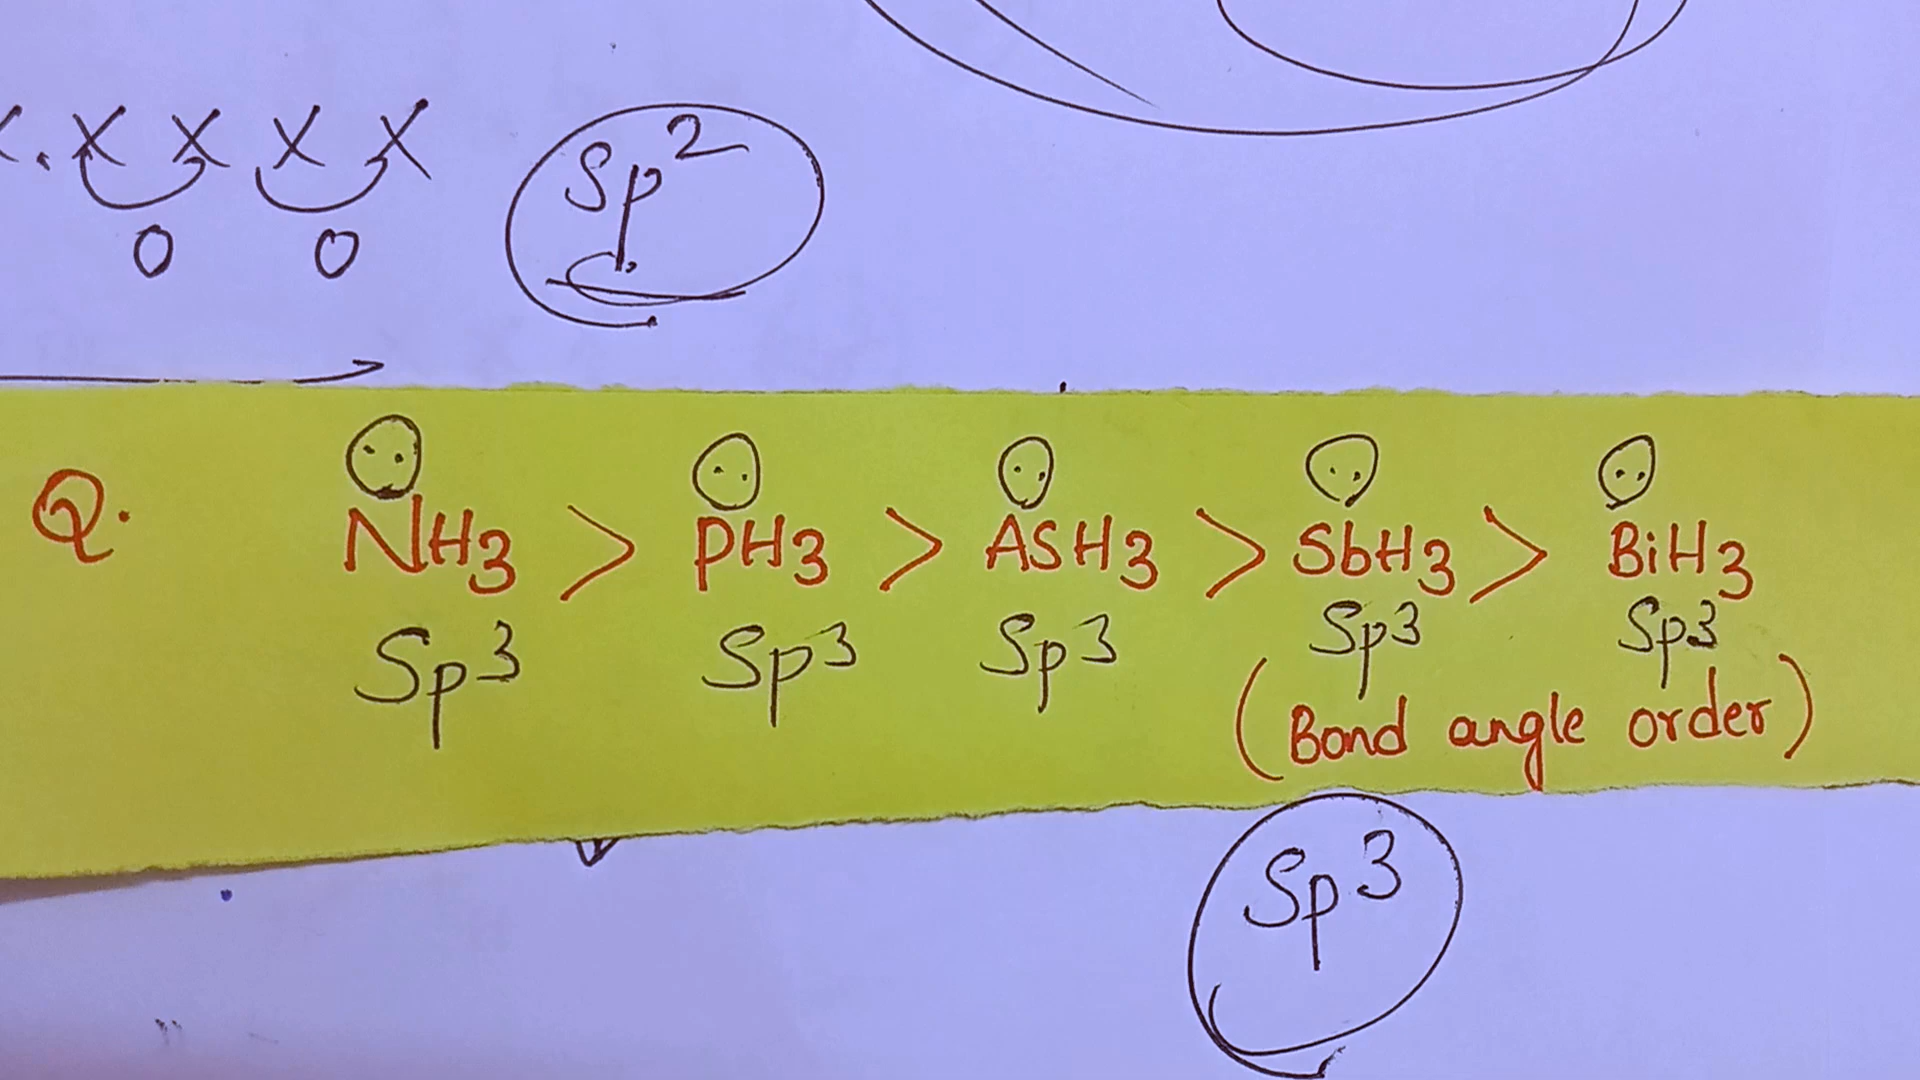 X . X X X X
O O
Sp²
Q. NH3 > PH3 > ASH3 > SbH3 > BiH3
Sp³ Sp³ Sp³ Sp³ Sp³
(Bond angle order)
Sp³